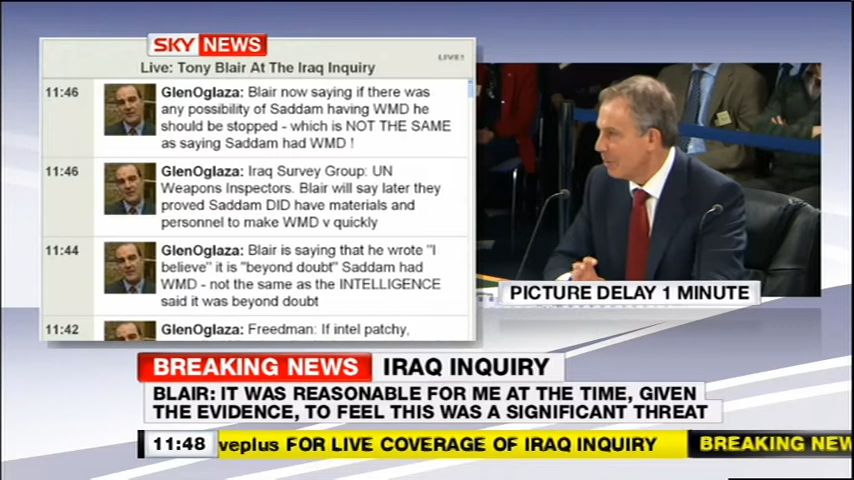 SKY NEWS
LIVE!
Live: Tony Blair At The Iraq Inquiry
11:46
GlenOglaza: Blair now saying if there was
any possibility of Saddam having WMD he
should be stopped - which is NOT THE SAME
as saying Saddam had WMD !
11:46
GlenOglaza: Iraq Survey Group: UN
Weapons Inspectors. Blair will say later they
proved Saddam DID have materials and
personnel to make WMD v quickly
11:44
GlenOglaza: Blair is saying that he wrote "I
believe" it is "beyond doubt" Saddam had
WMD - not the same as the INTELLIGENCE
said it was beyond doubt
11:42
GlenOglaza: Freedman: If intel patchy,
PICTURE DELAY 1 MINUTE
BREAKING NEWS IRAQ INQUIRY
BLAIR: IT WAS REASONABLE FOR ME AT THE TIME, GIVEN
THE EVIDENCE, TO FEEL THIS WAS A SIGNIFICANT THREAT
11:48 veplus FOR LIVE COVERAGE OF IRAQ INQUIRY BREAKING NEW